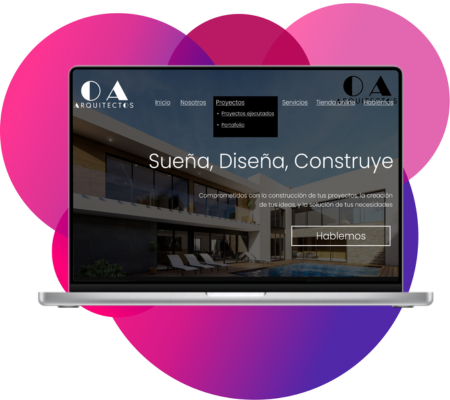 OA
ARQUITECTOS
OA
ARQUITECTOS
Inicio Nosotros Proyectos Servicios Tienda online Hablemos
• Proyectos ejecutados
• Portafolio
Sueña, Diseña, Construye
Comprometidos con la construcción de tus proyectos, la creación
de tus ideas, y la solución de tus necesidades
Hablemos